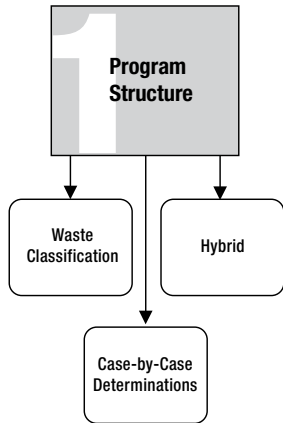 1
Program
Structure
Waste
Classification
Hybrid
Case-by-Case
Determinations